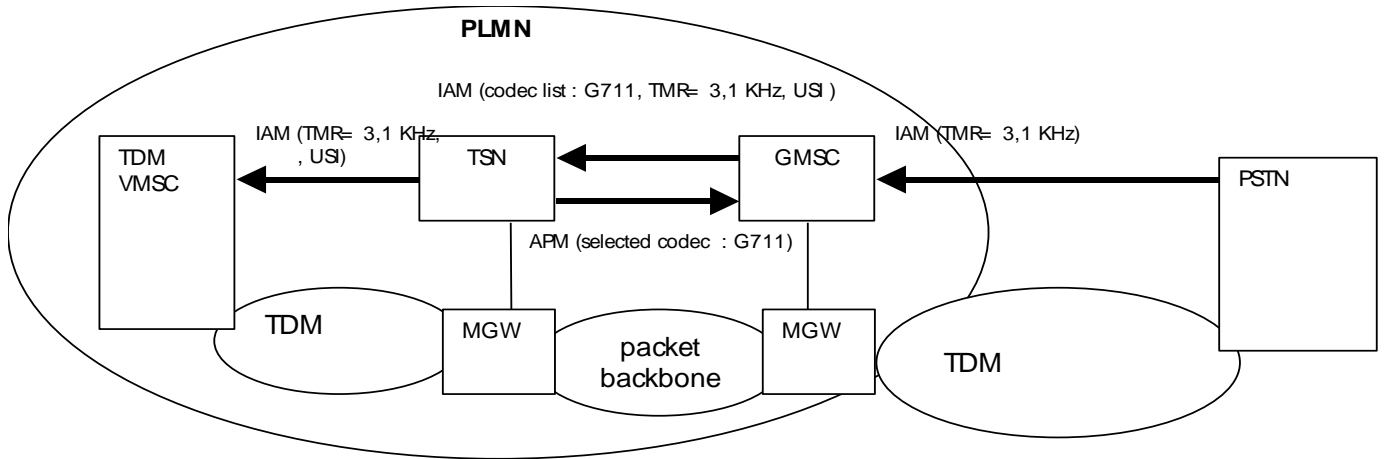 PLMN
IAM (codec list : G711, TMR= 3,1 KHz, USI )
IAM (TMR= 3,1 KHz,
, USI)
IAM (TMR= 3,1 KHz)
TDM
VMSC
TSN
GMSC
PSTN
APM (selected codec : G711)
TDM
MGW
packet
backbone
MGW
TDM